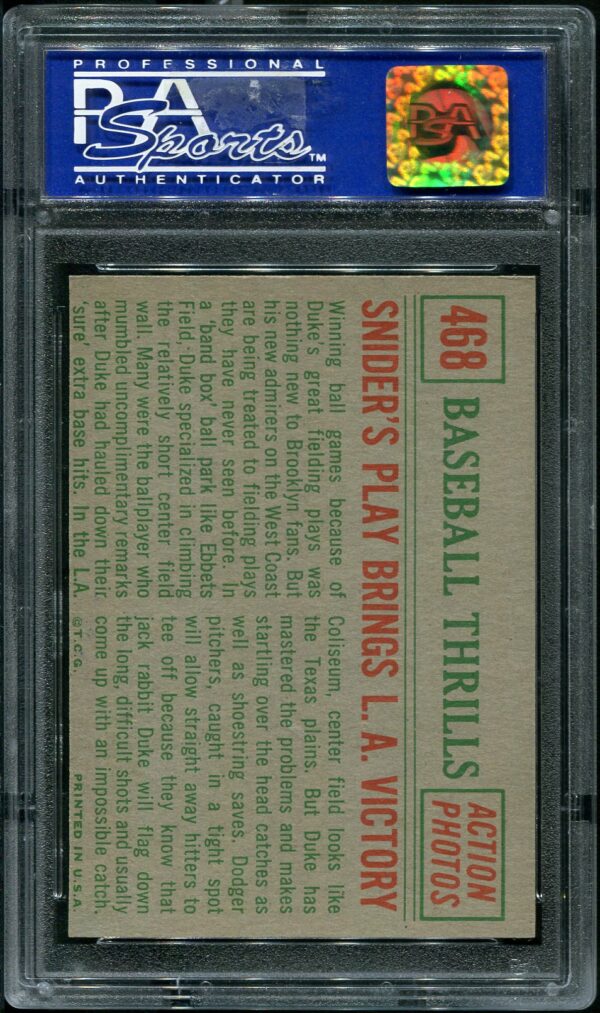 PROFESSIONAL
PSA
Sports™
AUTHENTICATOR
PSA
468
BASEBALL THRILLS
ACTION
PHOTOS
SNIDER'S PLAY BRINGS L. A. VICTORY
Winning ball games because of
Duke's great fielding plays was
nothing new to Brooklyn fans. But
his new admirers on the West Coast
are being treated to fielding plays
they have never seen before. In
a 'band box' ball park like Ebbets
Field, Duke specialized in climbing
the relatively short center field
wall. Many were the ballplayer who
mumbled uncomplimentary remarks
after Duke had hauled down their
'sure' extra base hits. In the L.A.
Coliseum, center field looks like
the Texas plains. But Duke has
mastered the problems and makes
startling over the head catches as
well as shoestring saves. Dodger
pitchers, caught in a tight spot
will allow straight away hitters to
tee off because they know that
jack rabbit Duke will flag down
the long, difficult shots and usually
come up with an impossible catch.
© T.C.G.
PRINTED IN U.S.A.